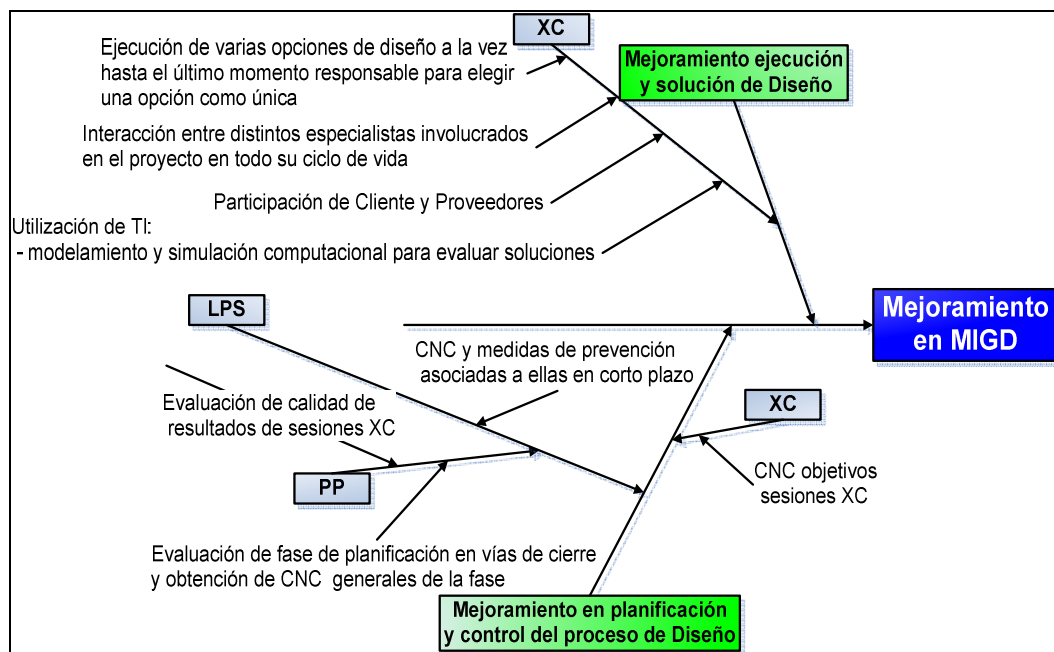 XC
Ejecución de varias opciones de diseño a la vez
hasta el último momento responsable para elegir
una opción como única
Mejoramiento ejecución
y solución de Diseño
Interacción entre distintos especialistas involucrados
en el proyecto en todo su ciclo de vida
Participación de Cliente y Proveedores
Utilización de TI:
- modelamiento y simulación computacional para evaluar soluciones
LPS
Mejoramiento
en MIGD
CNC y medidas de prevención
asociadas a ellas en corto plazo
Evaluación de calidad de
resultados de sesiones XC
XC
PP
CNC objetivos
sesiones XC
Evaluación de fase de planificación en vías de cierre
y obtención de CNC generales de la fase
Mejoramiento en planificación
y control del proceso de Diseño